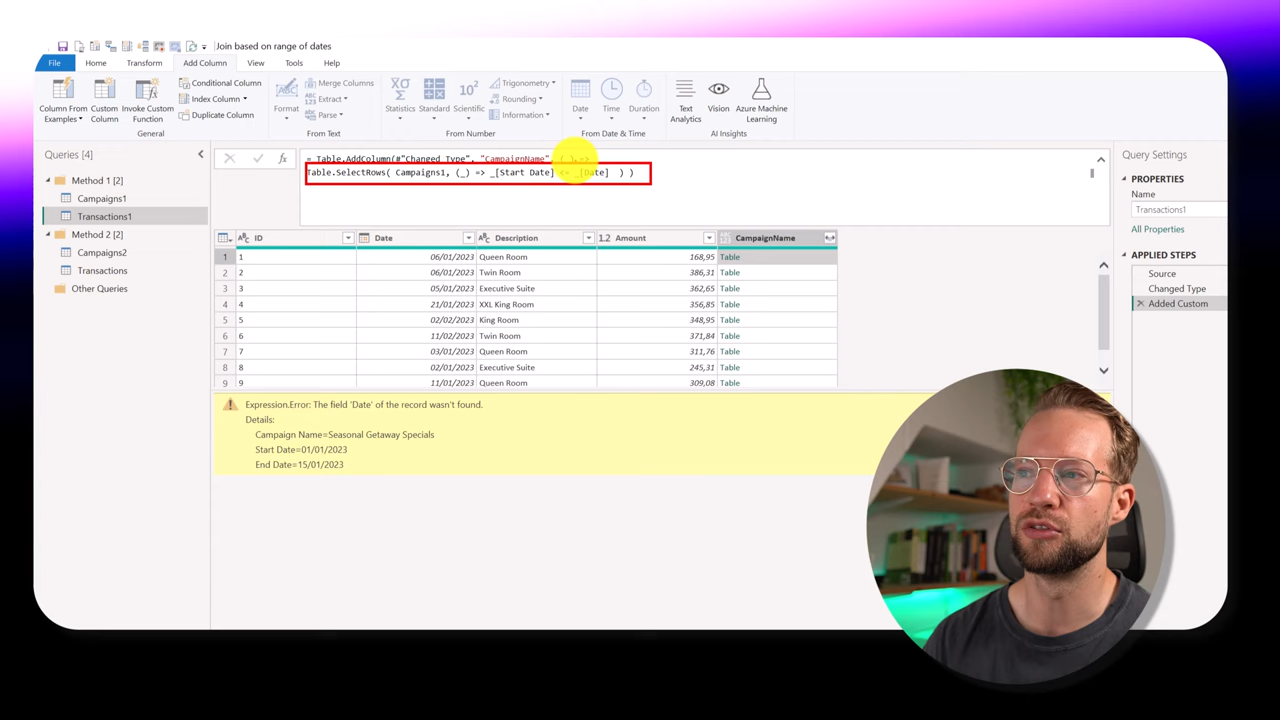 Join based on range of dates
File Home Transform Add Column View Tools Help
Column From Examples
Custom Column
Invoke Custom Function
Conditional Column
Index Column
Duplicate Column
General
Format
Merge Columns
Extract
Parse
From Text
Statistics
Standard
Scientific
Trigonometry
Rounding
Information
From Number
Date
Time
Duration
From Date & Time
Text Analytics
Vision
Azure Machine Learning
AI Insights
Queries [4]
Method 1 [2]
Campaigns1
Transactions1
Method 2 [2]
Campaigns2
Transactions
Other Queries
= Table.AddColumn(#"Changed Type", "CampaignName", (_) =>
Table.SelectRows( Campaigns1, (_) => _[Start Date] <= _[Date] ) )
ID Date Description 1.2 Amount CampaignName
1 1 06/01/2023 Queen Room 168,95 Table
2 2 06/01/2023 Twin Room 386,31 Table
3 3 05/01/2023 Executive Suite 362,65 Table
4 4 21/01/2023 XXL King Room 356,85 Table
5 5 02/02/2023 King Room 348,95 Table
6 6 11/02/2023 Twin Room 371,84 Table
7 7 03/01/2023 Queen Room 311,76 Table
8 8 02/01/2023 Executive Suite 245,31 Table
9 9 11/01/2023 Queen Room 309,08 Table
Expression.Error: The field 'Date' of the record wasn't found.
Details:
Campaign Name=Seasonal Getaway Specials
Start Date=01/01/2023
End Date=15/01/2023
Query Settings
PROPERTIES
Name
Transactions1
All Properties
APPLIED STEPS
Source
Changed Type
Added Custom